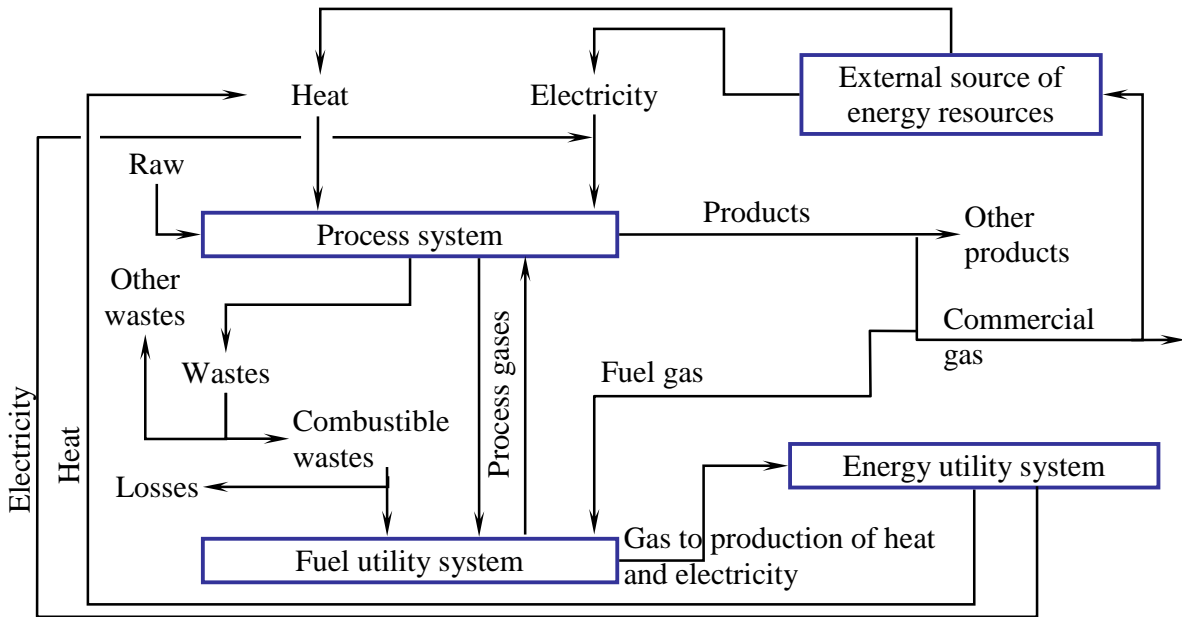 External source of
energy resources
Heat
Electricity
Raw
Products
Other
products
Process system
Other
wastes
Commercial
gas
Wastes
Process gases
Fuel gas
Combustible
wastes
Electricity
Heat
Energy utility system
Losses
Gas to production of heat
and electricity
Fuel utility system